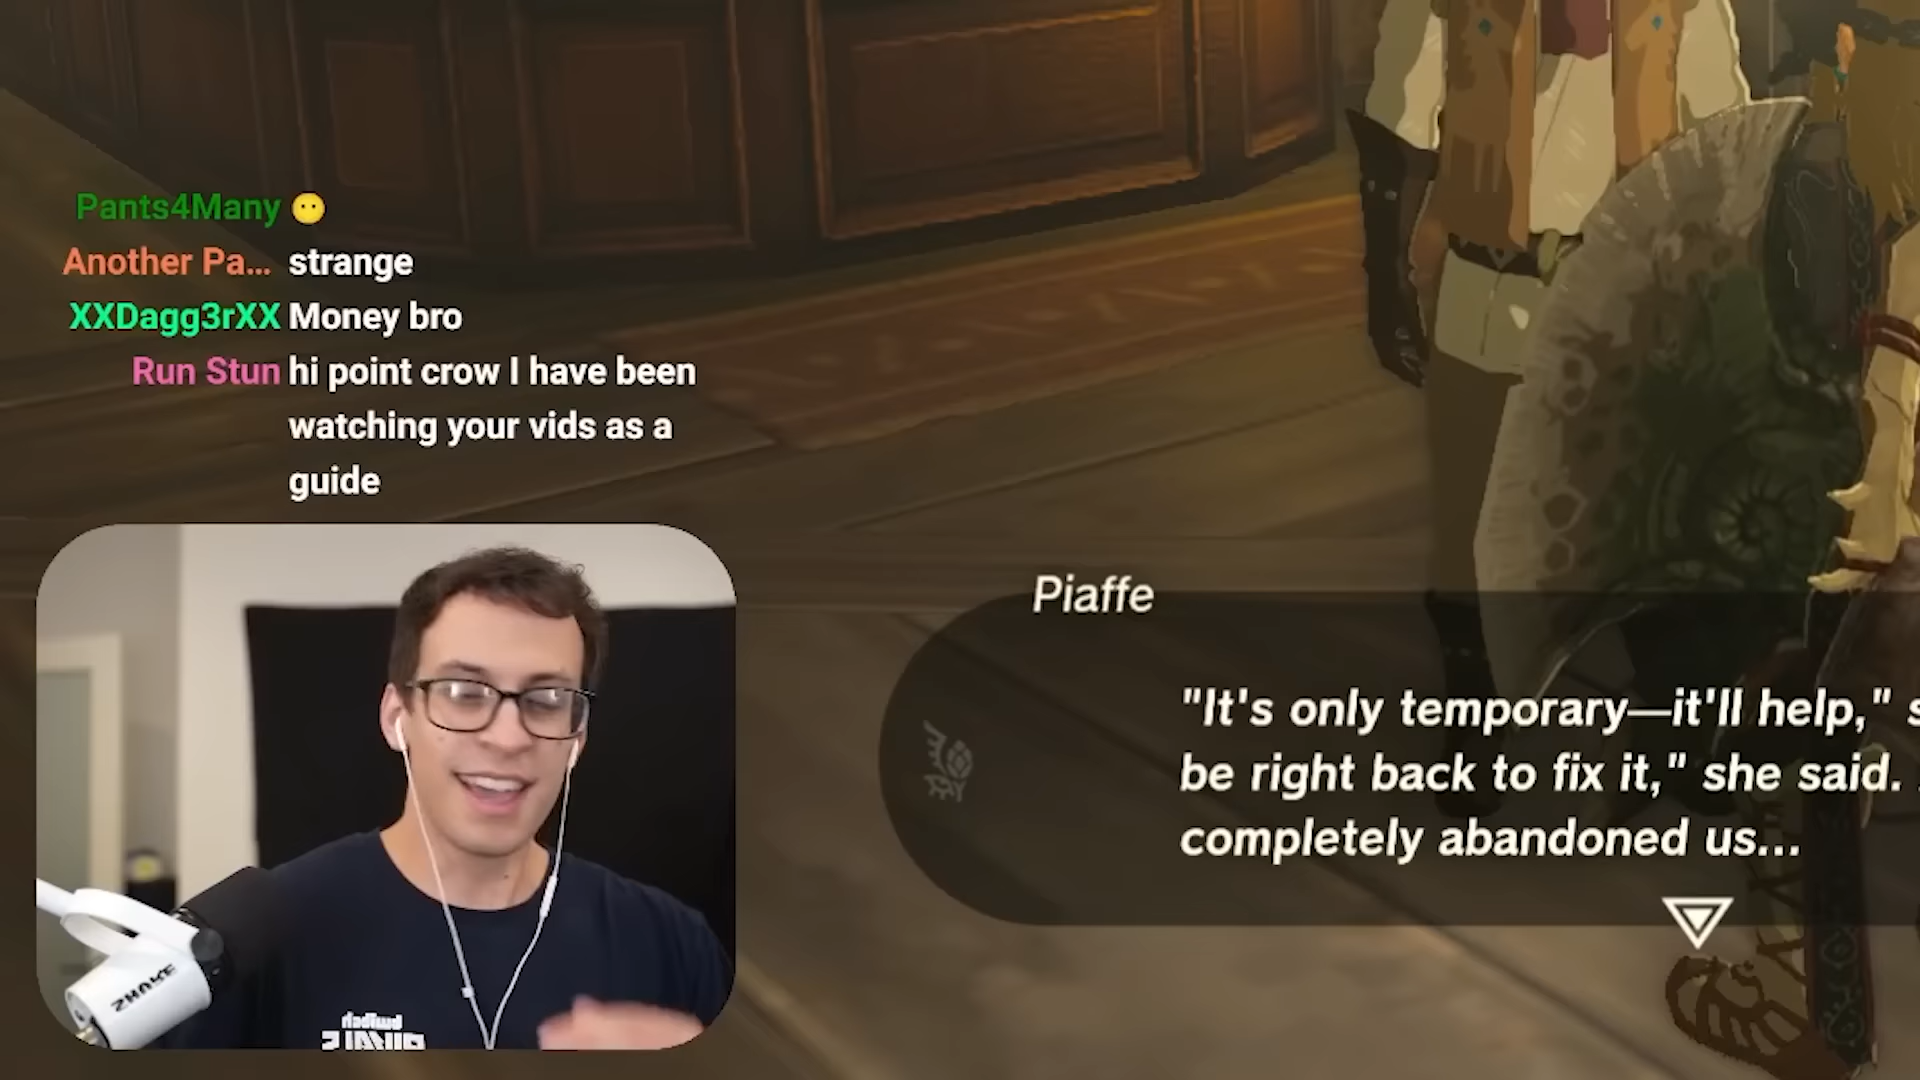 Pants4Many
Another Pa... strange
XXDagg3rXX Money bro
Run Stun hi point crow I have been
watching your vids as a
guide
Piaffe
"It's only temporary—it'll help,"
be right back to fix it," she said.
completely abandoned us...